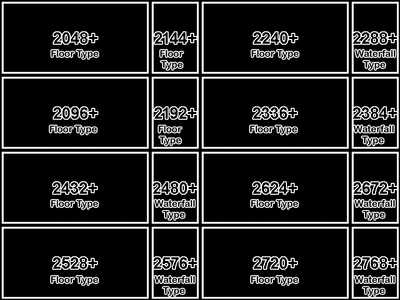 2048+
Floor Type
2144+
Floor
Type
2240+
Floor Type
2288+
Waterfall
Type
2096+
Floor Type
2192+
Floor
Type
2336+
Floor Type
2384+
Waterfall
Type
2432+
Floor Type
2480+
Waterfall
Type
2624+
Floor Type
2672+
Waterfall
Type
2528+
Floor Type
2576+
Waterfall
Type
2720+
Floor Type
2768+
Waterfall
Type